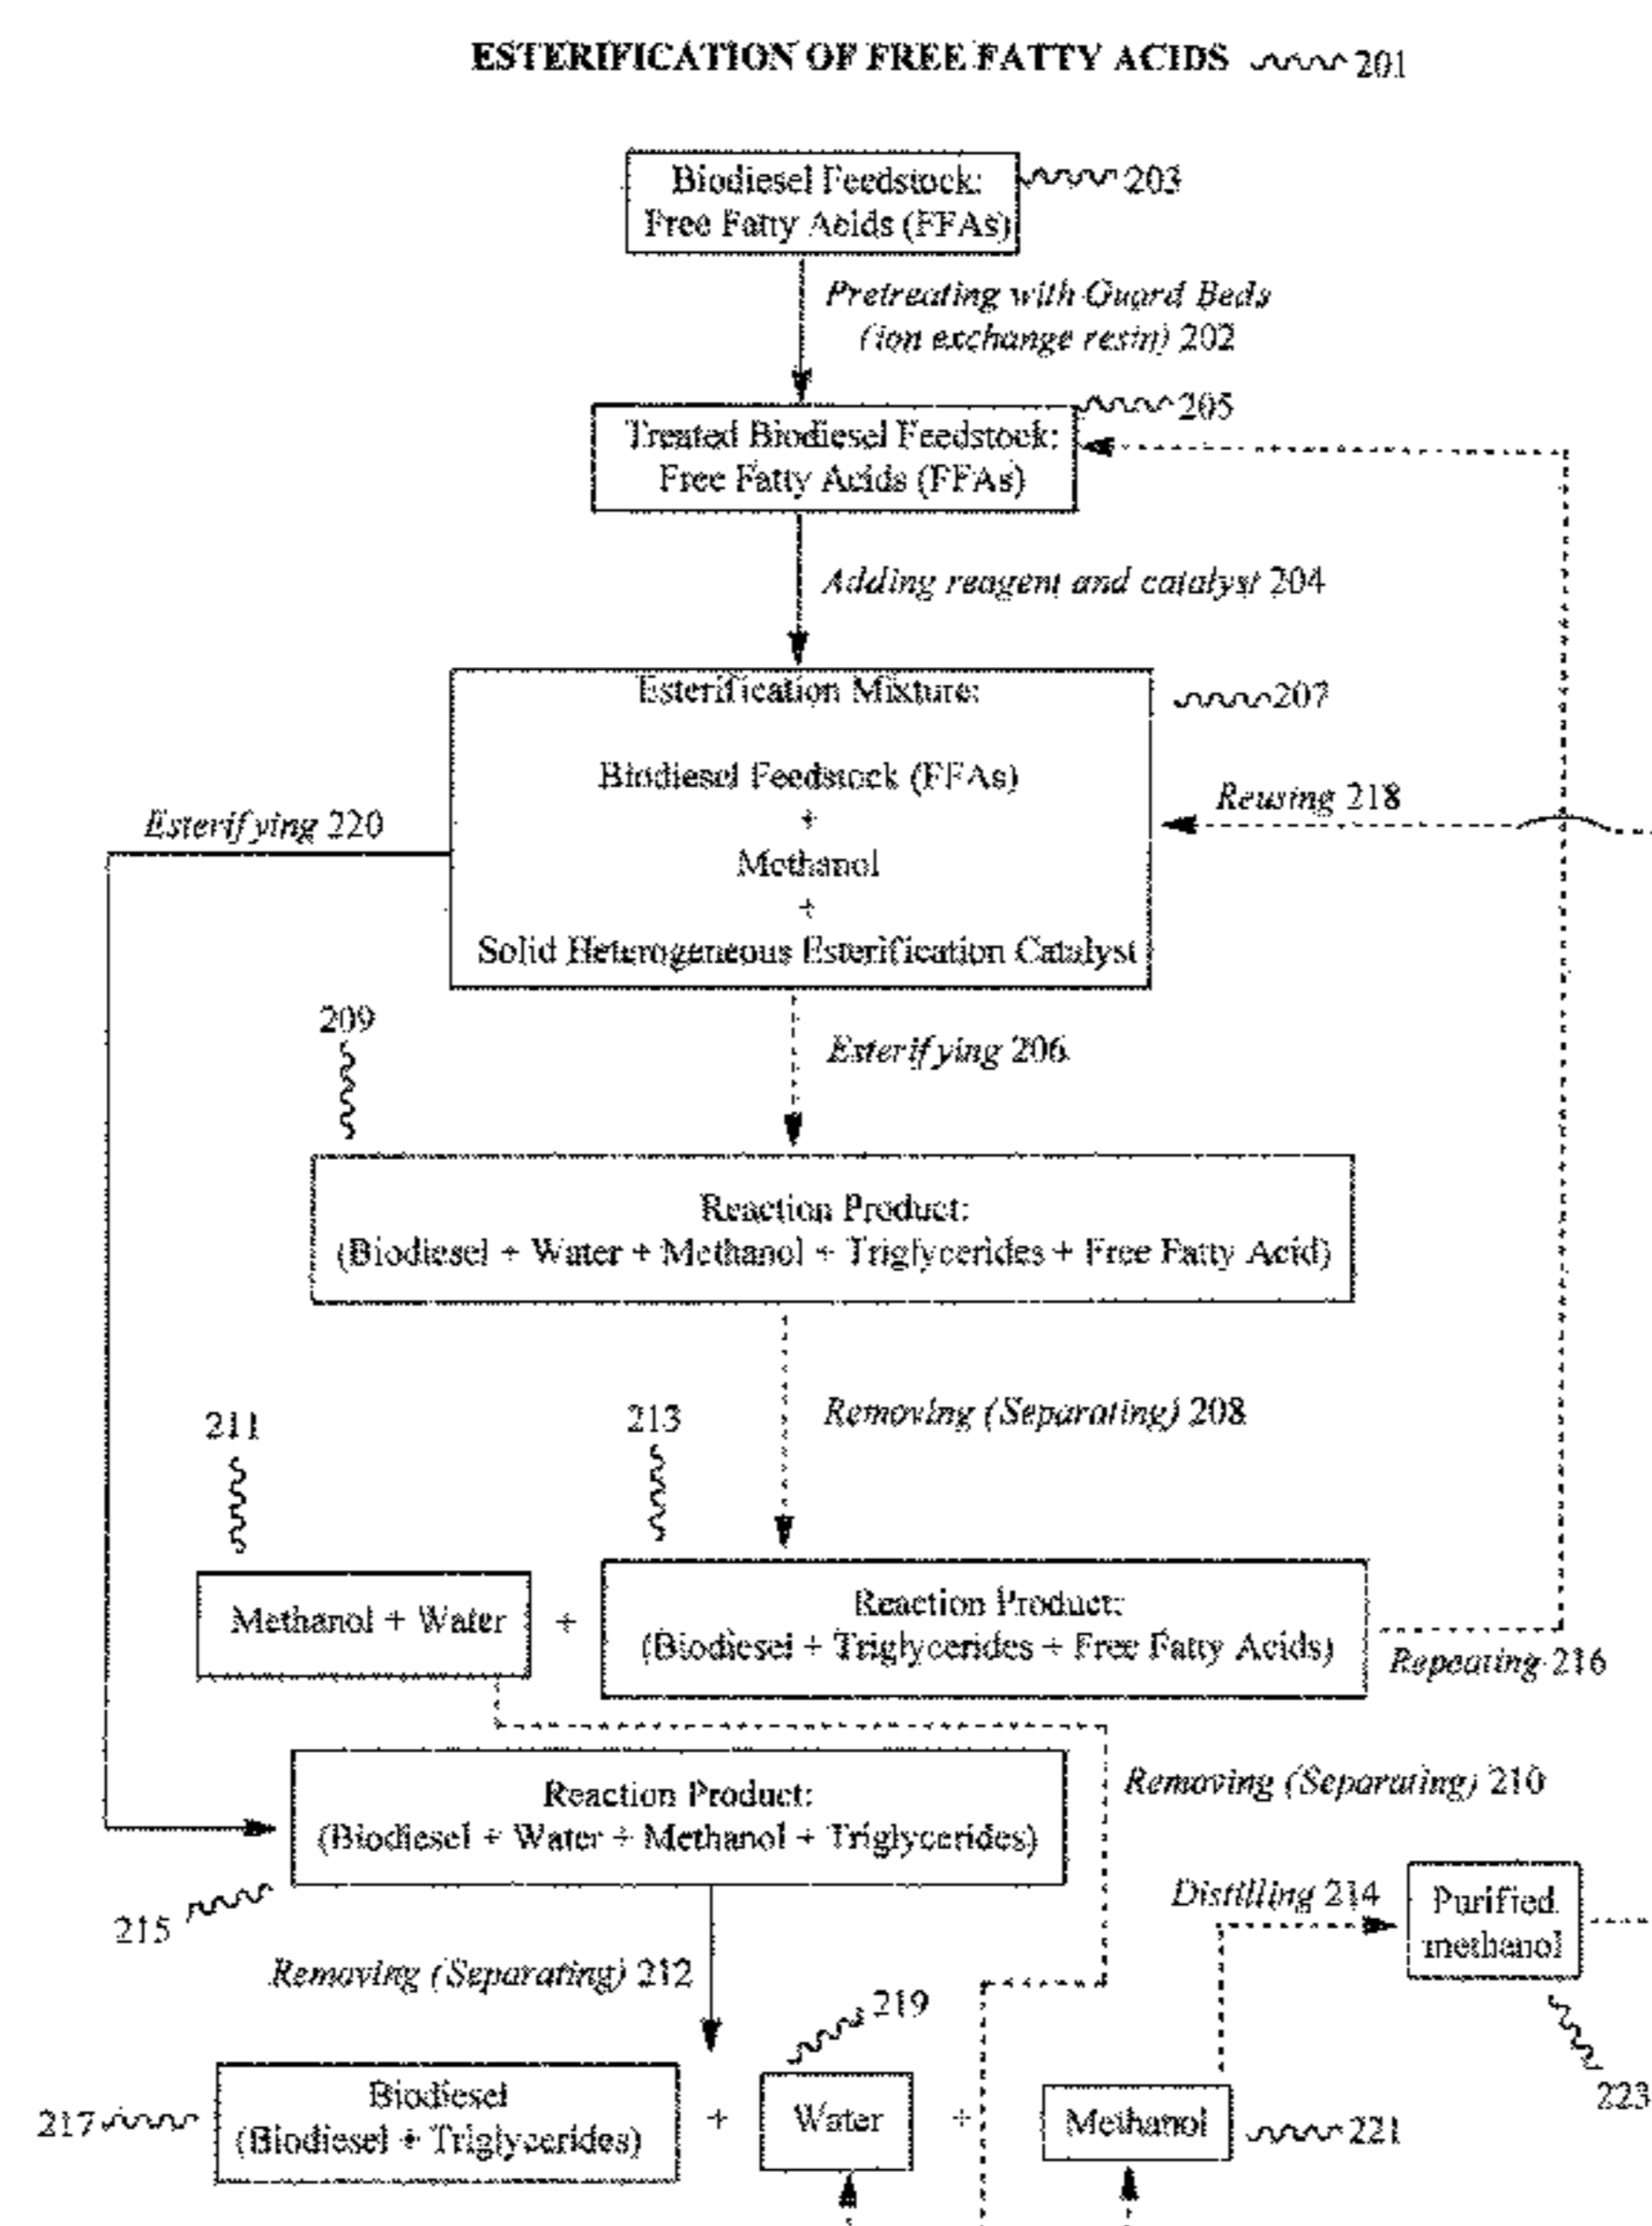 ESTERIFICATION OF FREE FATTY ACIDS 201
Biodiesel Feedstock: 203
Free Fatty Acids (FFAs)
Pretreating with Guard Beds
(ion exchange resin) 202
205
Treated Biodiesel Feedstock:
Free Fatty Acids (FFAs)
Adding reagent and catalyst 204
Esterification Mixture: 207
Biodiesel Feedstock (FFAs)
+
Methanol
+
Solid Heterogeneous Esterification Catalyst
Reusing 218
Esterifying 220
209
Esterifying 206
Reaction Product:
(Biodiesel + Water + Methanol + Triglycerides + Free Fatty Acid)
Removing (Separating) 208
211
213
Methanol + Water
+
Reaction Product:
(Biodiesel + Triglycerides + Free Fatty Acids)
Repeating 216
Reaction Product:
(Biodiesel + Water + Methanol + Triglycerides)
Removing (Separating) 210
215
Removing (Separating) 212
Distilling 214
Purified
methanol
219
223
217
Biodiesel
(Biodiesel + Triglycerides)
+
Water
+
Methanol
221